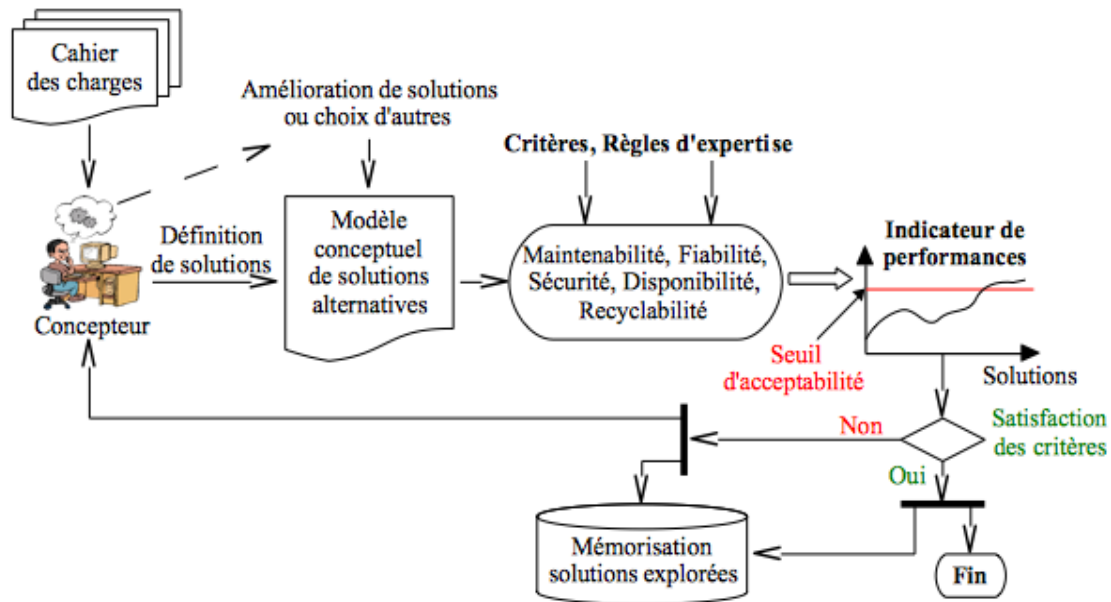 Cahier
des charges
Amélioration de solutions
ou choix d'autres
Critères, Règles d'expertise
Définition
de solutions
Concepteur
Modèle
conceptuel
de solutions
alternatives
Maintenabilité, Fiabilité,
Sécurité, Disponibilité,
Recyclabilité
Indicateur de
performances
Seuil
d'acceptabilité
Solutions
Satisfaction
des critères
Non
Oui
Mémorisation
solutions explorées
Fin